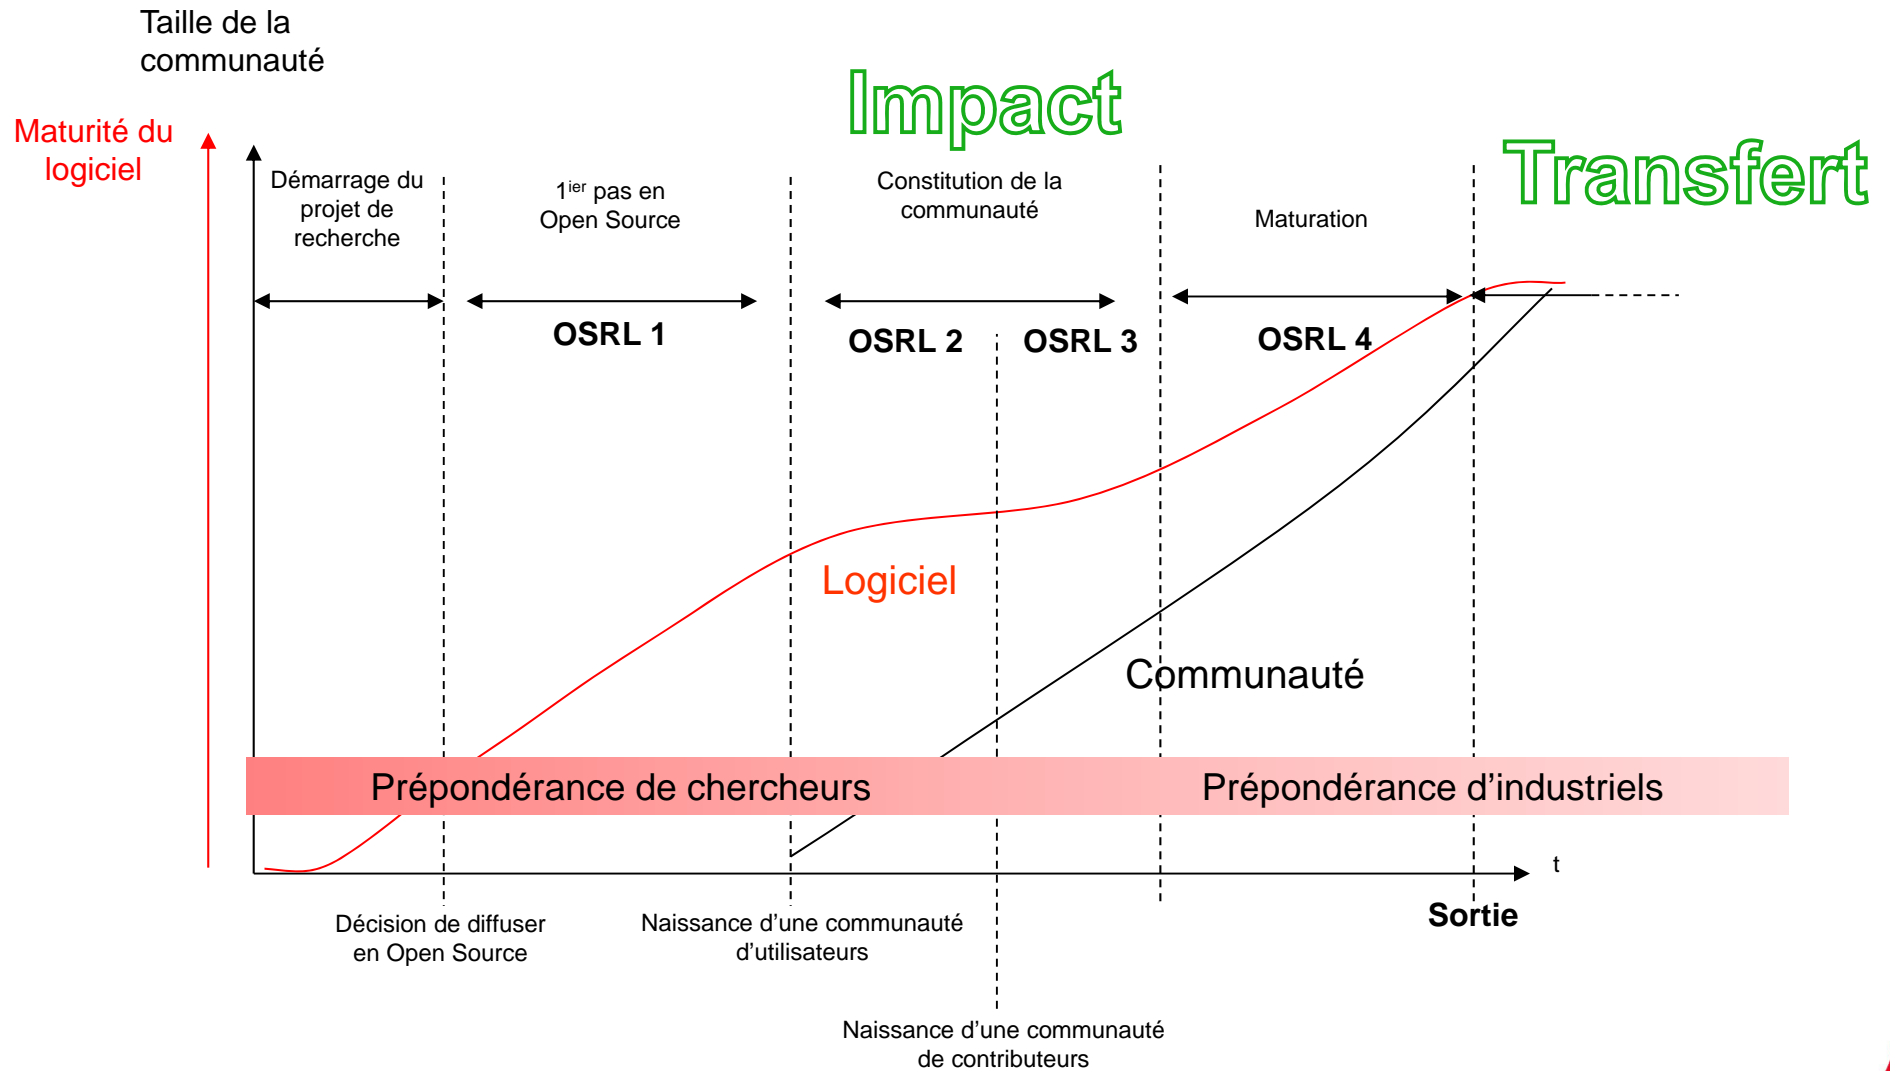 Taille de la
communauté
Maturité du
logiciel
Impact
Transfert
Démarrage du
projet de
recherche
1ier pas en
Open Source
Constitution de la
communauté
Maturation
OSRL 1
OSRL 2
OSRL 3
OSRL 4
Logiciel
Communauté
Prépondérance de chercheurs
Prépondérance d’industriels
t
Sortie
Décision de diffuser
en Open Source
Naissance d’une communauté
d’utilisateurs
Naissance d’une communauté
de contributeurs